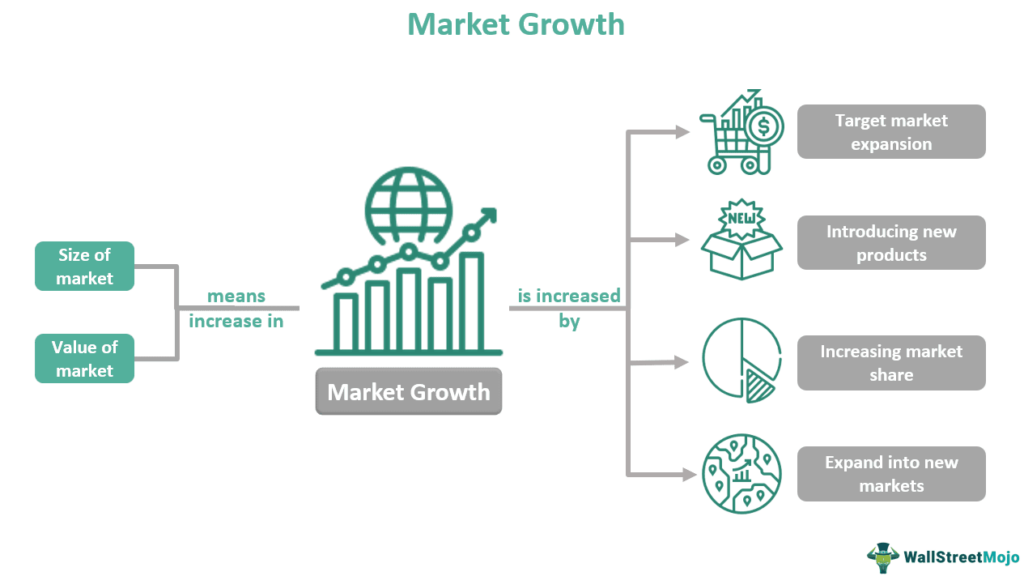 Market Growth
Size of
market
Value of
market
means
increase in
Market Growth
is increased
by
$
Target market
expansion
NEW
Introducing new
products
Increasing market
share
Expand into new
markets
WallStreetMojo